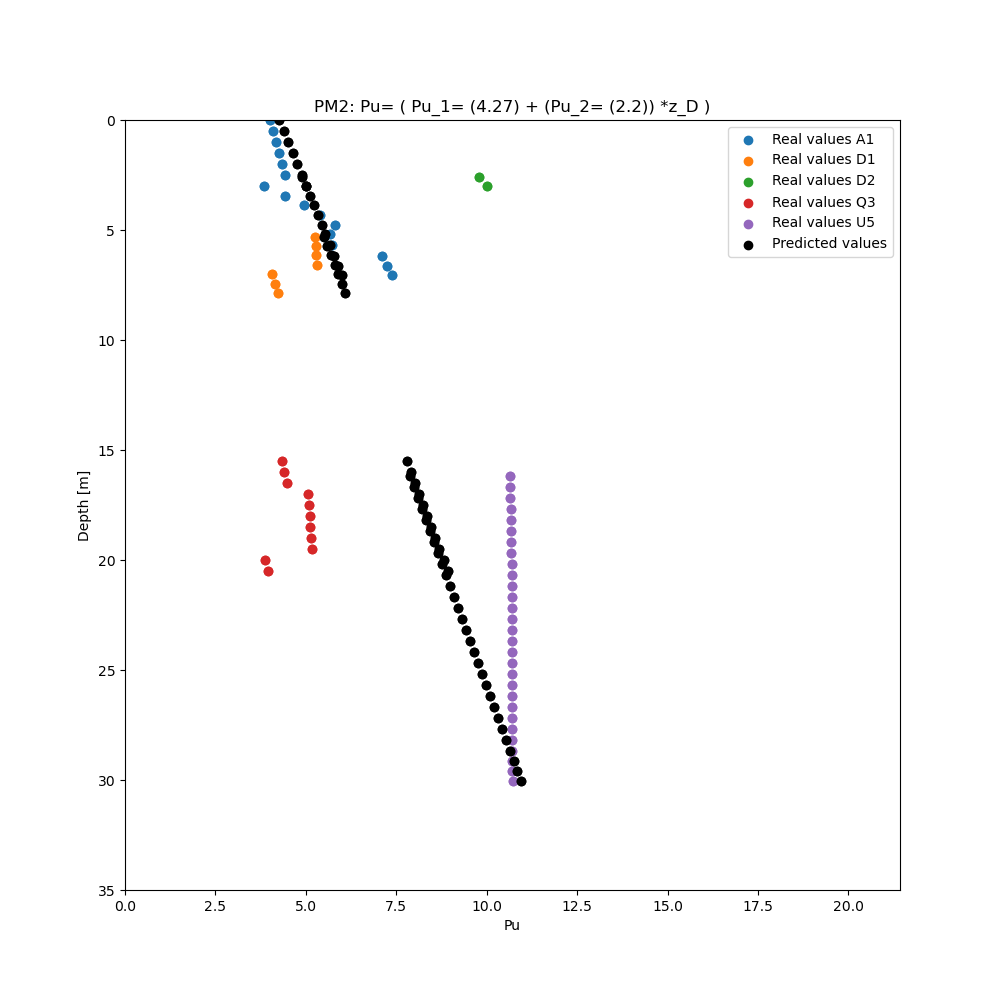 PM2: Pu= ( Pu_1= (4.27) + (Pu_2= (2.2)) *z_D )
Real values A1
Real values D1
Real values D2
Real values Q3
Real values U5
Predicted values
0
5
10
15
20
25
30
35
Depth [m]
0.0 2.5 5.0 7.5 10.0 12.5 15.0 17.5 20.0
Pu